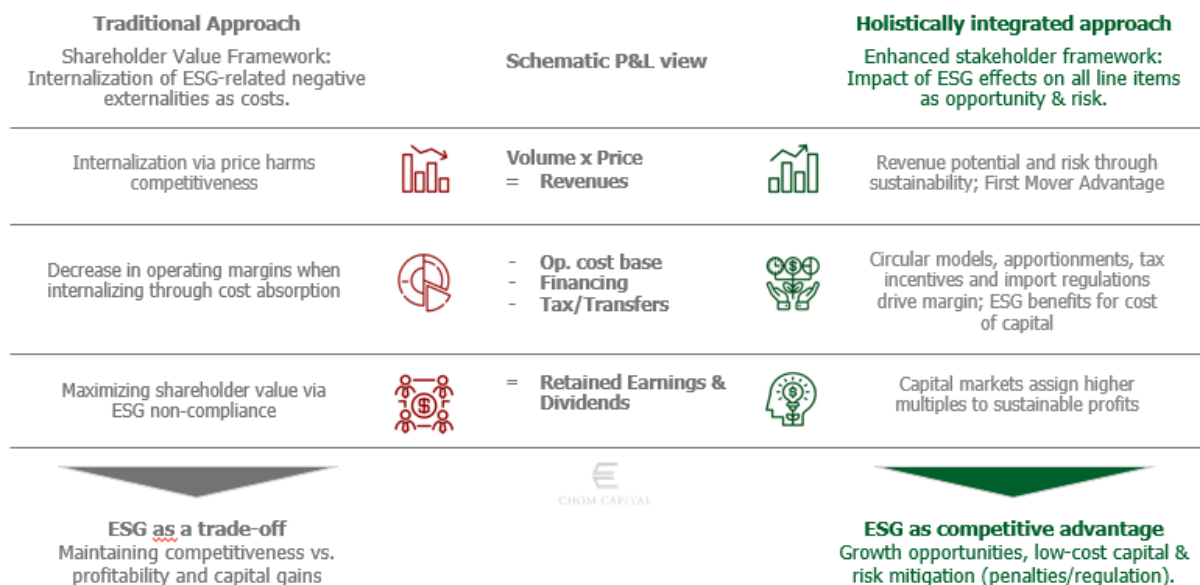 Traditional Approach
Shareholder Value Framework:
Internalization of ESG-related negative
externalities as costs.
Schematic P&L view
Holistically integrated approach
Enhanced stakeholder framework:
Impact of ESG effects on all line items
as opportunity & risk.
Internalization via price harms
competitiveness
Volume x Price
= Revenues
Revenue potential and risk through
sustainability; First Mover Advantage
Decrease in operating margins when
internalizing through cost absorption
- Op. cost base
- Financing
- Tax/Transfers
Circular models, apportionments, tax
incentives and import regulations
drive margin; ESG benefits for cost
of capital
Maximizing shareholder value via
ESG non-compliance
= Retained Earnings &
Dividends
Capital markets assign higher
multiples to sustainable profits
CHOM CAPITAL
ESG as a trade-off
Maintaining competitiveness vs.
profitability and capital gains
ESG as competitive advantage
Growth opportunities, low-cost capital &
risk mitigation (penalties/regulation).